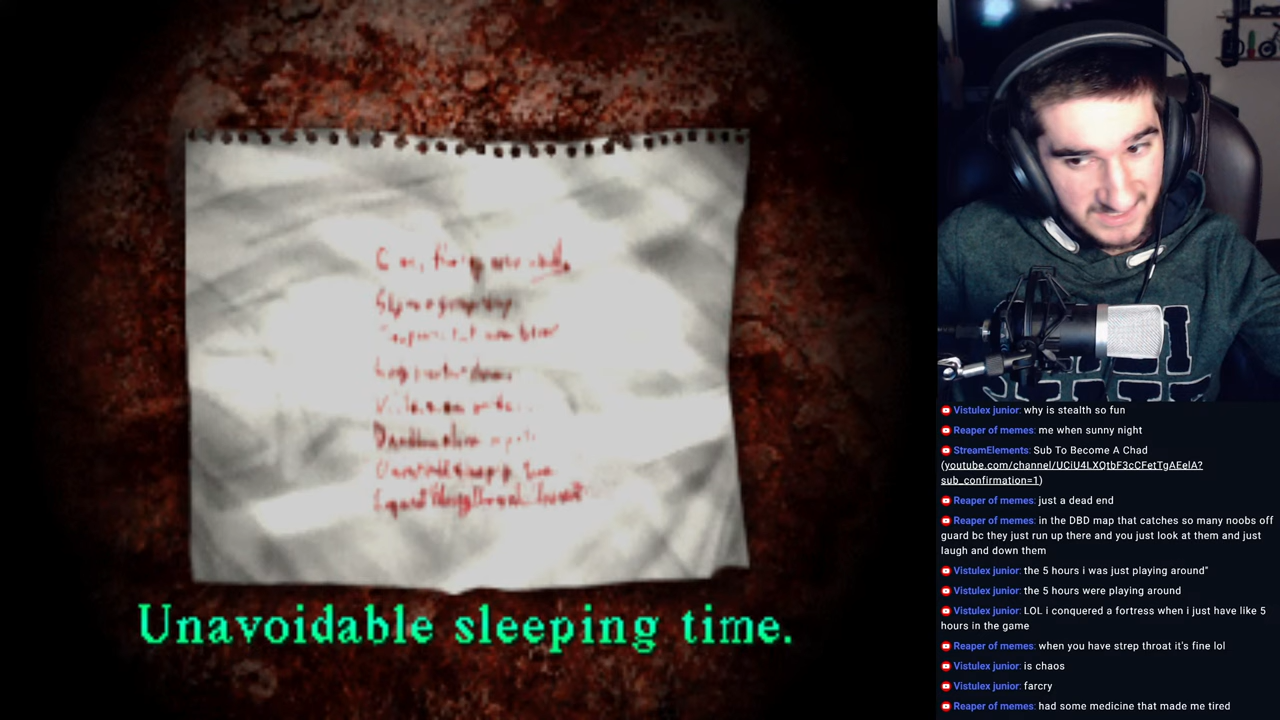 Unavoidable sleeping time.
Vistulex junior: why is stealth so fun
Reaper of memes: me when sunny night
StreamElements: Sub To Become A Chad
(youtube.com/channel/UCiU4LXQtbF3cCFetTgAEelA?
sub_confirmation=1)
Reaper of memes: just a dead end
Reaper of memes: in the DBD map that catches so many noobs off
guard bc they just run up there and you just look at them and just
laugh and down them
Vistulex junior: the 5 hours i was just playing around"
Vistulex junior: the 5 hours were playing around
Vistulex junior: LOL i conquered a fortress when i just have like 5
hours in the game
Reaper of memes: when you have strep throat it's fine lol
Vistulex junior: is chaos
Vistulex junior: farcry
Reaper of memes: had some medicine that made me tired